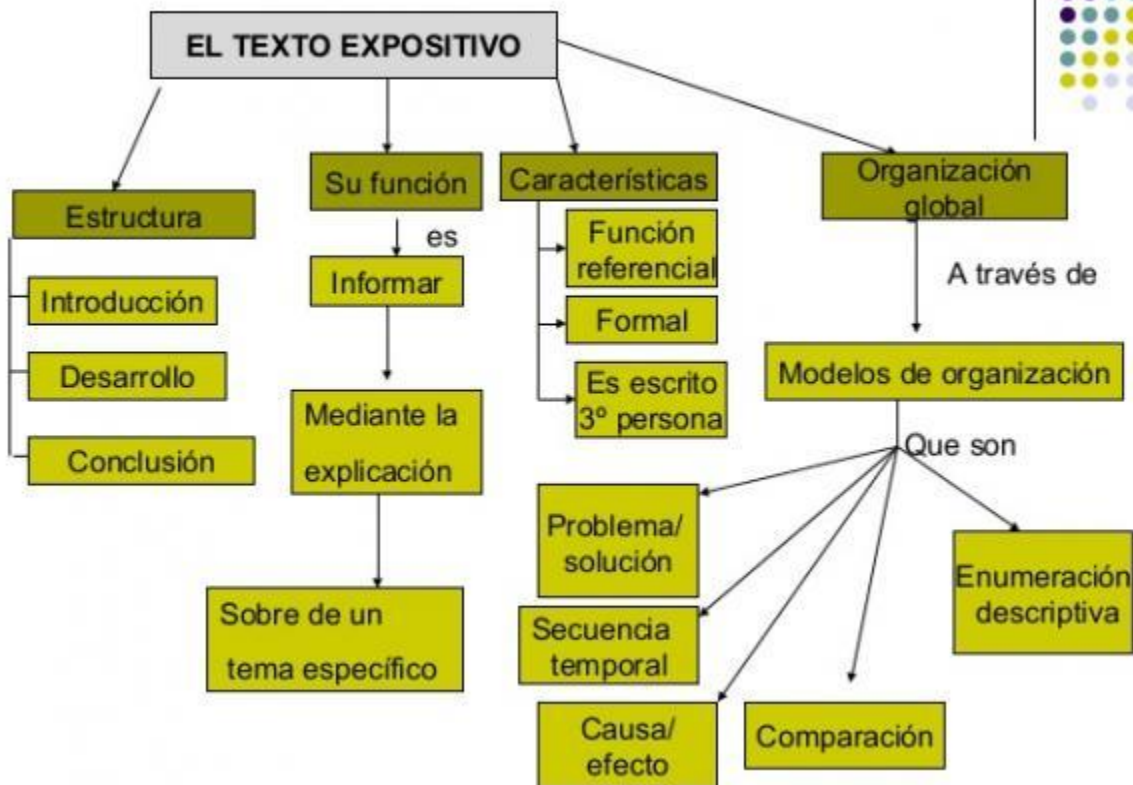 EL TEXTO EXPOSITIVO
Estructura
Introducción
Desarrollo
Conclusión
Su función
es
Informar
Mediante la
explicación
Sobre de un
tema específico
Características
Función
referencial
Formal
Es escrito
3º persona
Organización
global
A través de
Modelos de organización
Que son
Problema/
solución
Secuencia
temporal
Causa/
efecto
Comparación
Enumeración
descriptiva